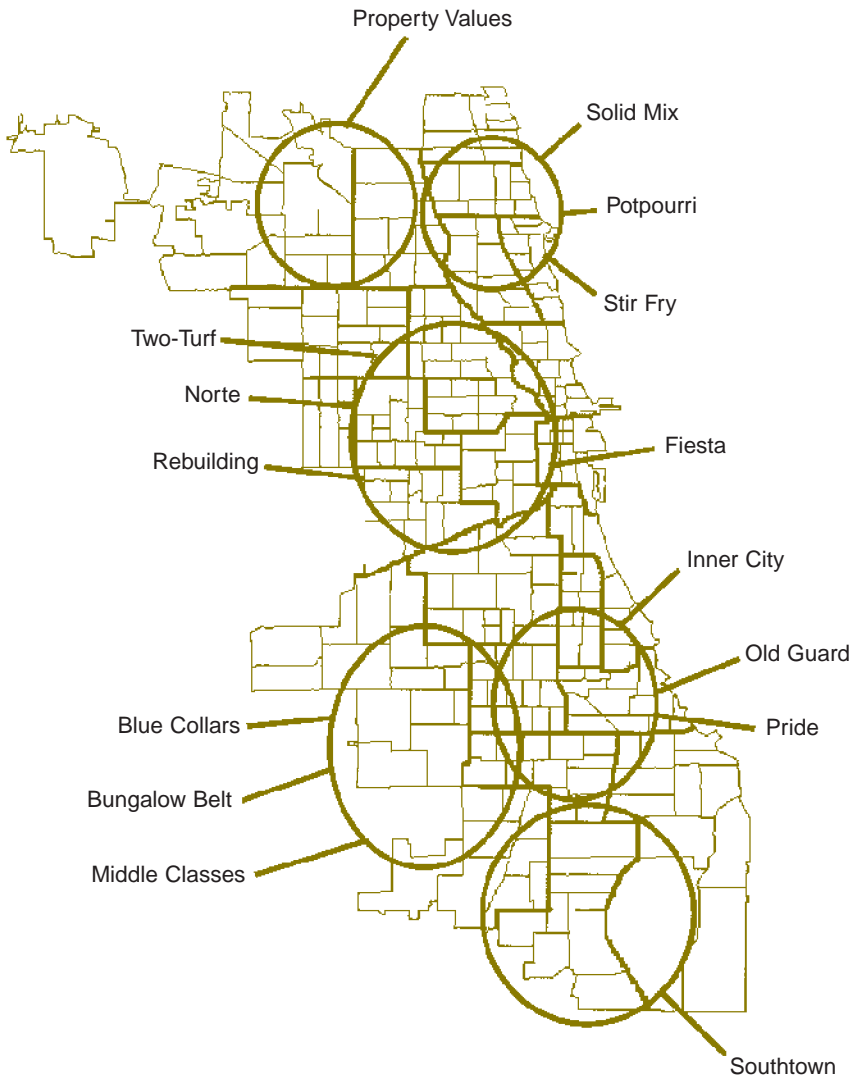 Property Values
Solid Mix
Potpourri
Stir Fry
Two-Turf
Norte
Rebuilding
Fiesta
Inner City
Old Guard
Pride
Blue Collars
Bungalow Belt
Middle Classes
Southtown